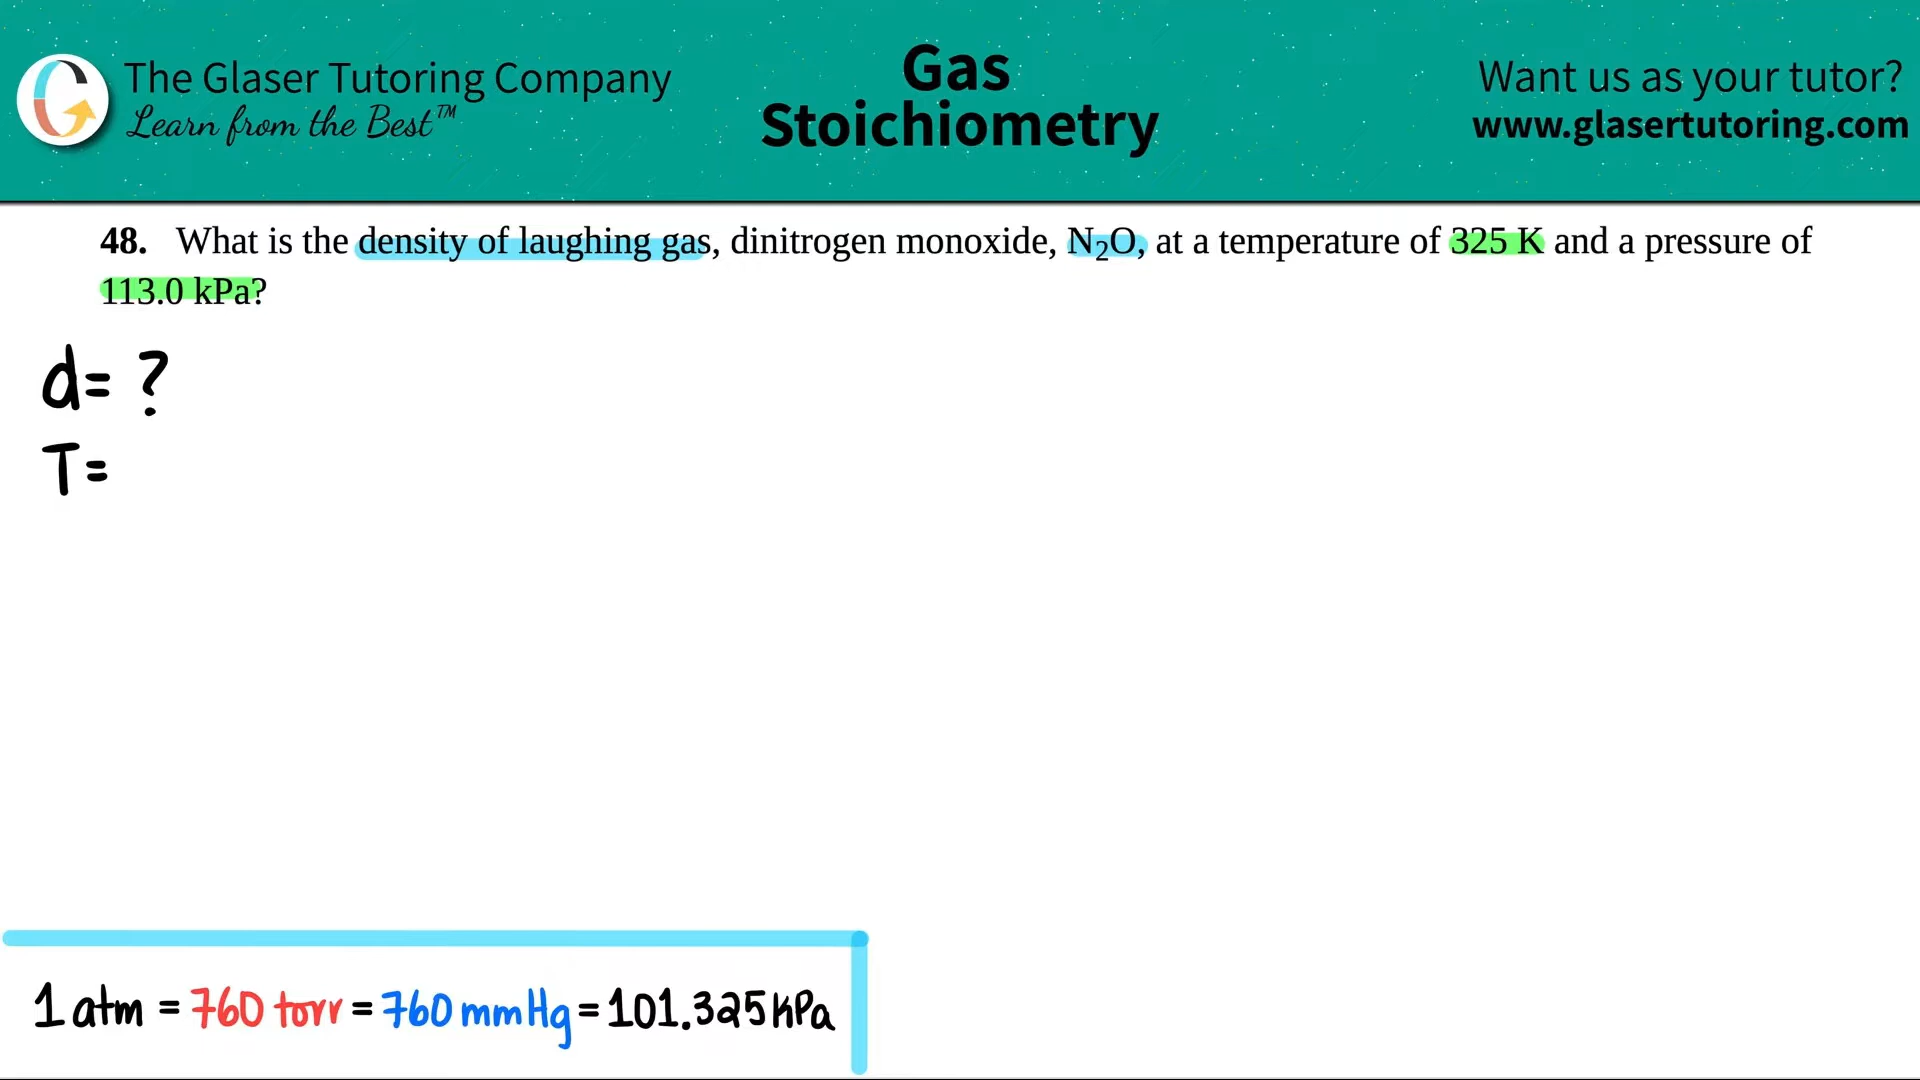 The Glaser Tutoring Company
Learn from the Best™
Gas
Stoichiometry
Want us as your tutor?
www.glasertutoring.com
48. What is the density of laughing gas, dinitrogen monoxide, N₂O, at a temperature of 325 K and a pressure of
113.0 kPa?
d= ?
T=
1 atm = 760 torr = 760 mmHg = 101.325 kPa